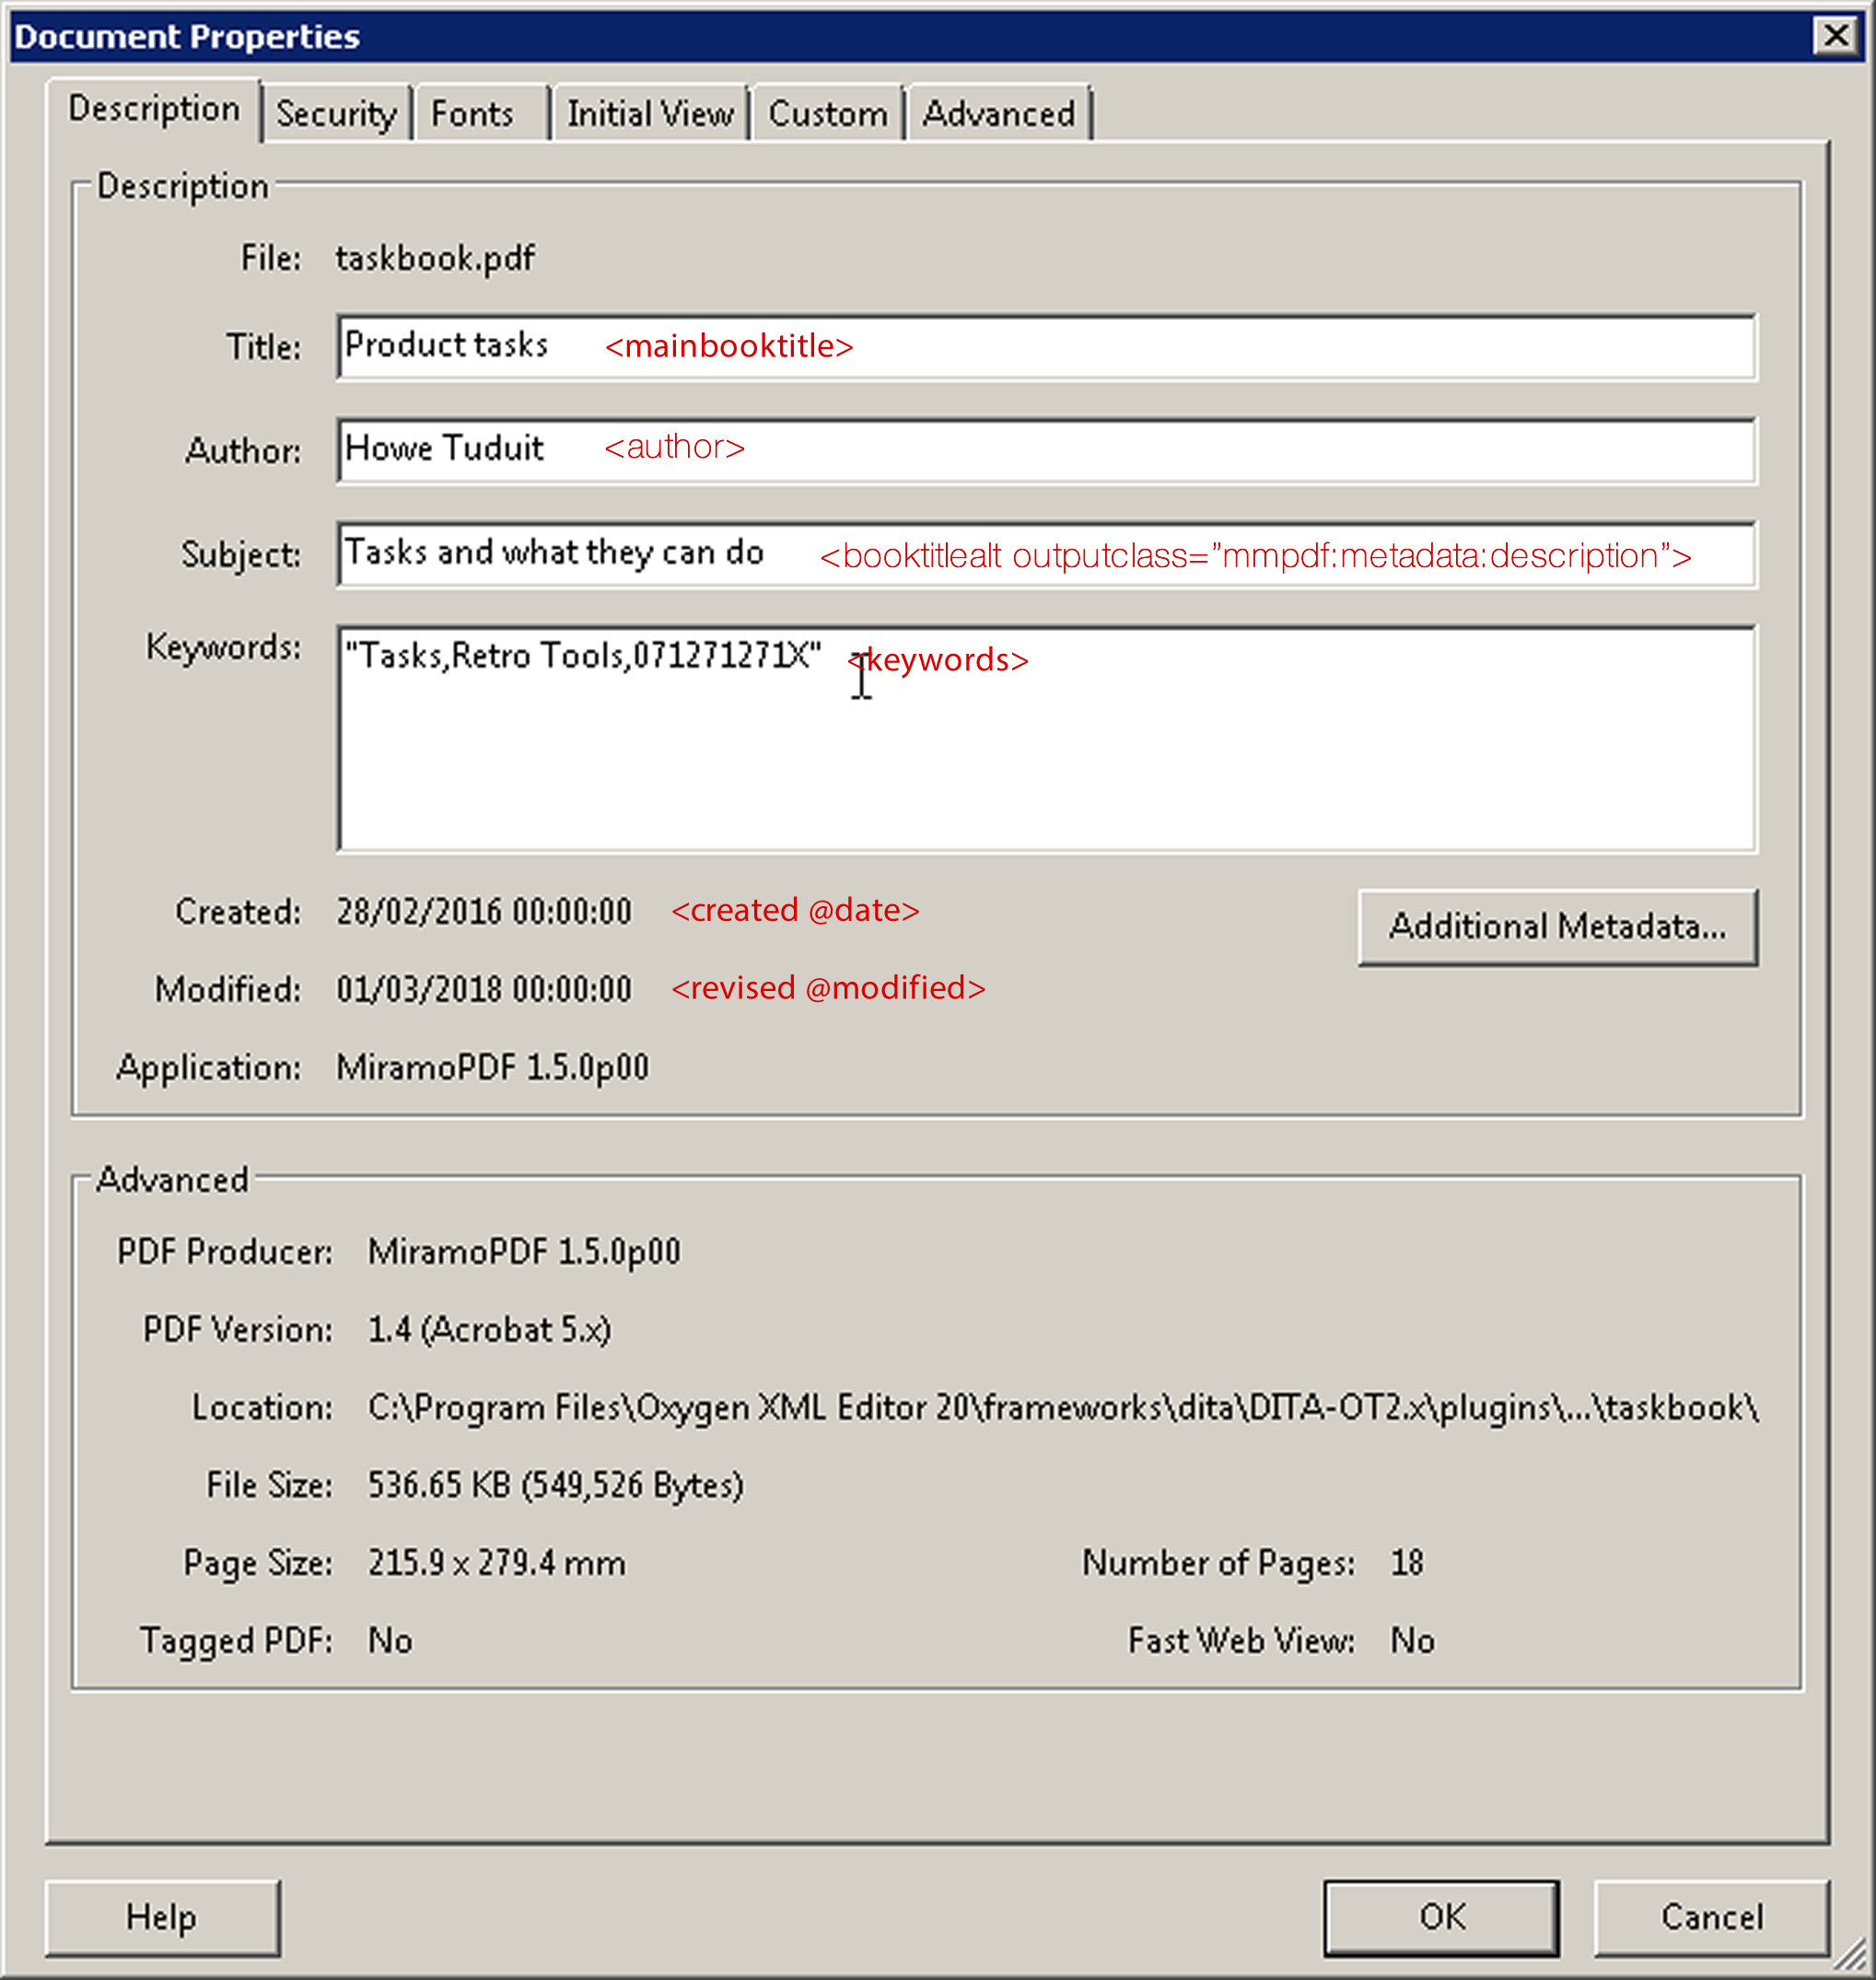 Document Properties
Description Security Fonts Initial View Custom Advanced
Description
File: taskbook.pdf
Title: Product tasks <mainbooktitle>
Author: Howe Tuduit <author>
Subject: Tasks and what they can do <booktitlealt outputclass=”mmpdf:metadata:description”>
Keywords: "Tasks,Retro Tools,071271271X" <keywords>
Created: 28/02/2016 00:00:00 <created @date>
Additional Metadata...
Modified: 01/03/2018 00:00:00 <revised @modified>
Application: MiramoPDF 1.5.0p00
Advanced
PDF Producer: MiramoPDF 1.5.0p00
PDF Version: 1.4 (Acrobat 5.x)
Location: C:\Program Files\Oxygen XML Editor 20\frameworks\dita\DITA-OT2.x\plugins\...\taskbook\
File Size: 536.65 KB (549,526 Bytes)
Page Size: 215.9 x 279.4 mm Number of Pages: 18
Tagged PDF: No Fast Web View: No
Help OK Cancel